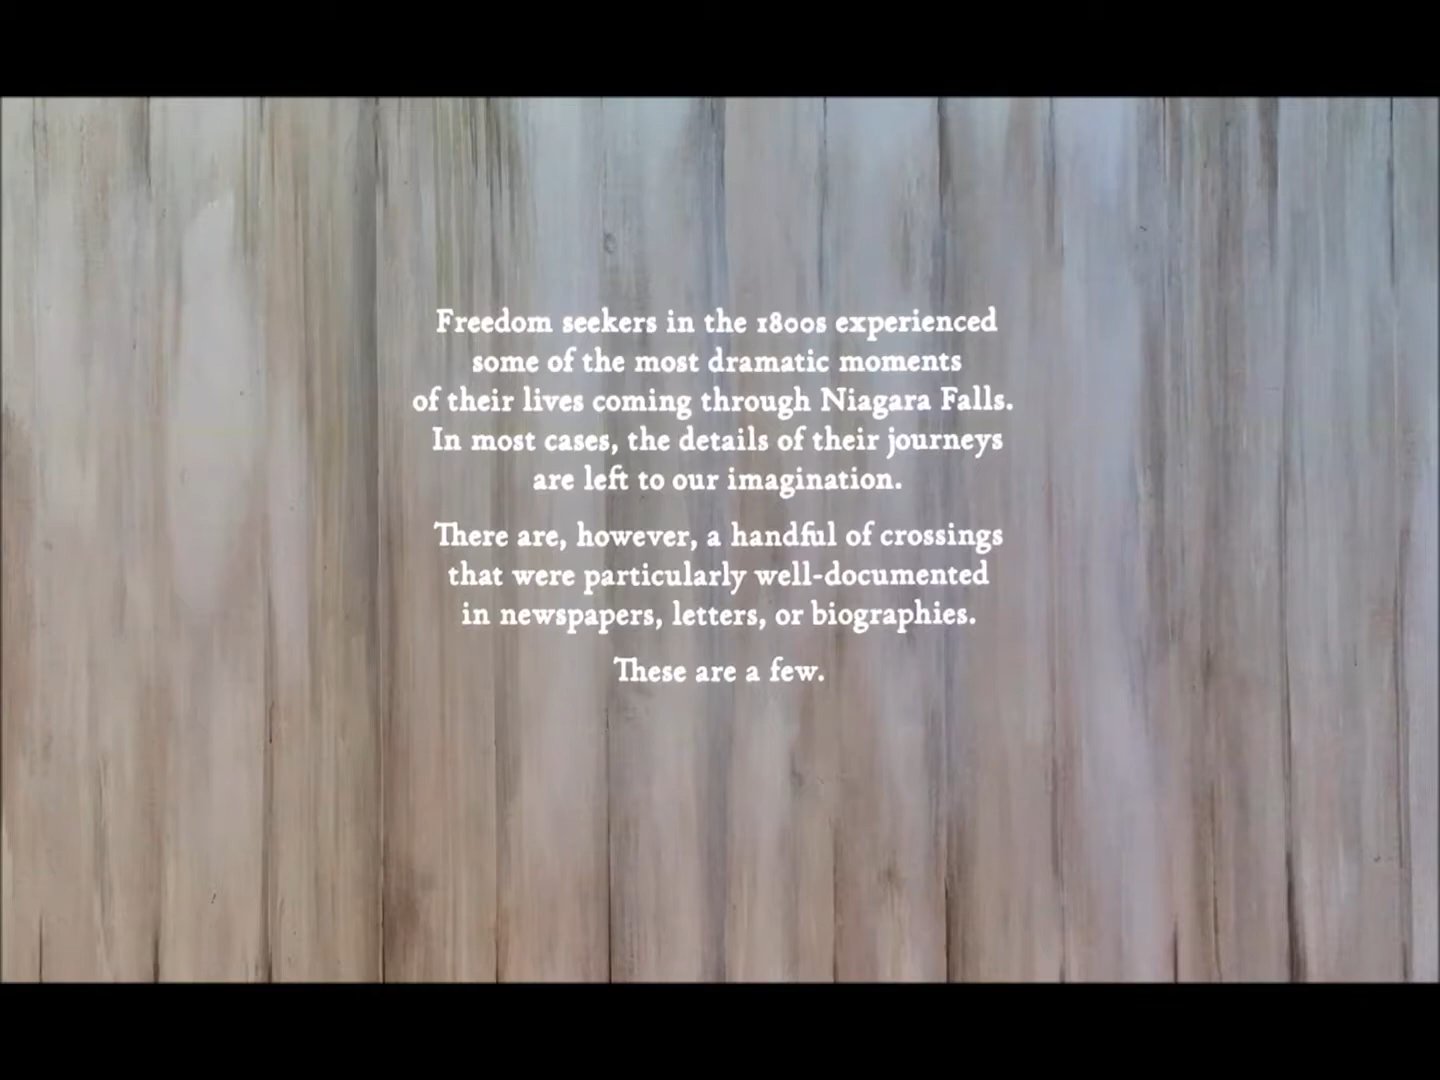 Freedom seekers in the 1800s experienced
some of the most dramatic moments
of their lives coming through Niagara Falls.
In most cases, the details of their journeys
are left to our imagination.
There are, however, a handful of crossings
that were particularly well-documented
in newspapers, letters, or biographies.
These are a few.